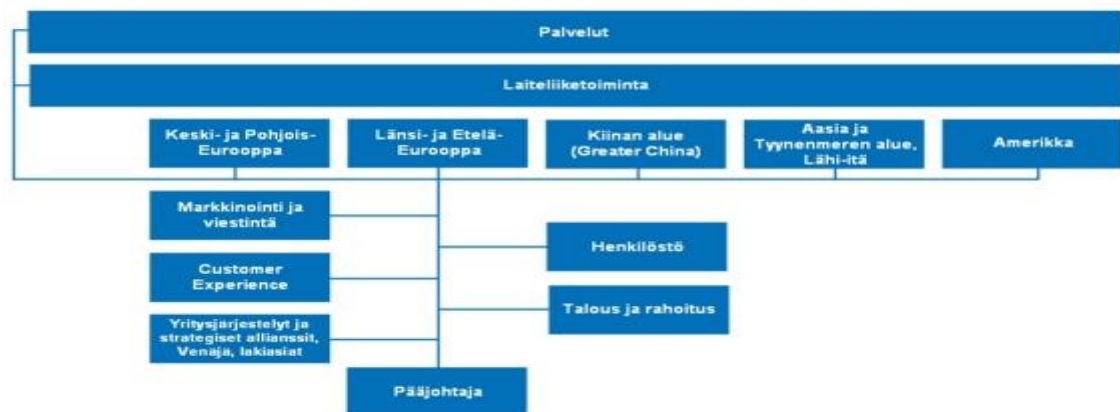 Palvelut
Laiteliiketoiminta
Keski- ja Pohjois-
Eurooppa
Länsi- ja Etelä-
Eurooppa
Kiinan alue
(Greater China)
Aasia ja
Tyynenmeren alue,
Lähi-itä
Amerikka
Markkinointi ja
viestintä
Henkilöstö
Customer
Experience
Talous ja rahoitus
Yritysjärjestelyt ja
strategiset allianssit,
Venäjä, lakiasiat
Pääjohtaja